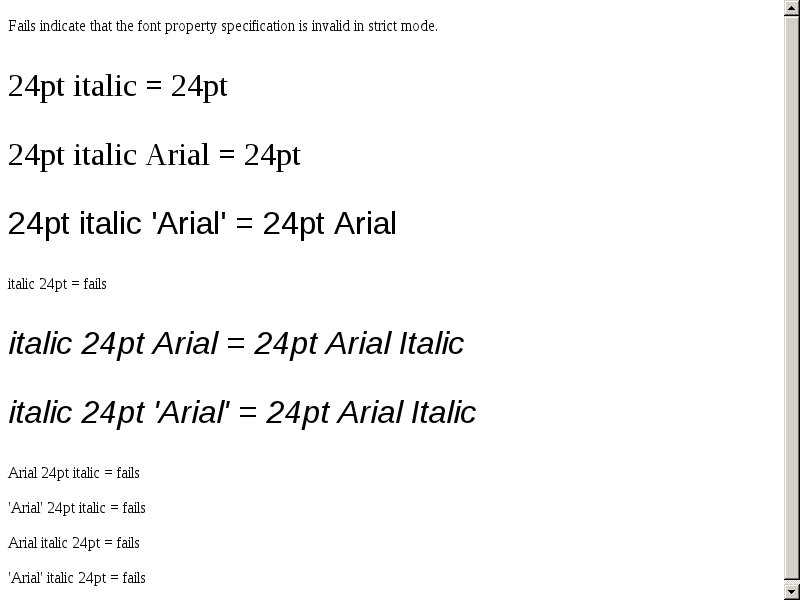 Fails indicate that the font property specification is invalid in strict mode.
24pt italic = 24pt
24pt italic Arial = 24pt
24pt italic 'Arial' = 24pt Arial
italic 24pt = fails
italic 24pt Arial = 24pt Arial Italic
italic 24pt 'Arial' = 24pt Arial Italic
Arial 24pt italic = fails
'Arial' 24pt italic = fails
Arial italic 24pt = fails
'Arial' italic 24pt = fails